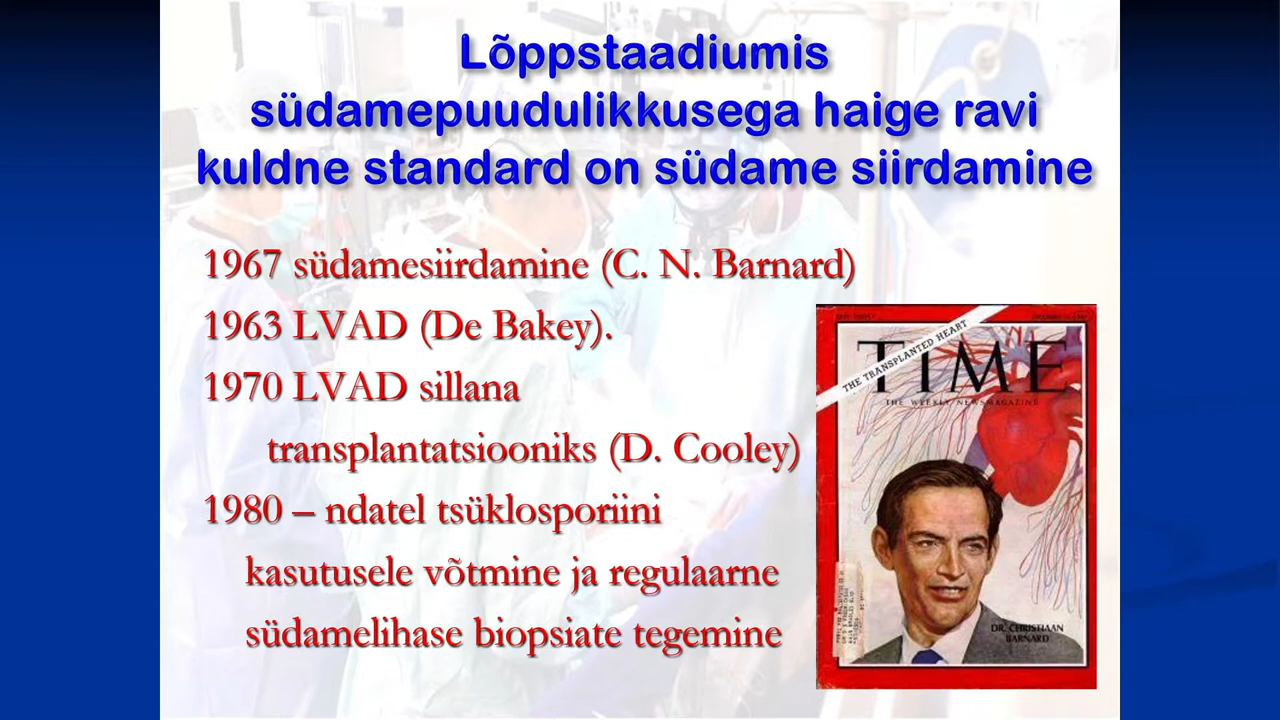 Lõppstaadiumis
südamepuudulikkusega haige ravi
kuldne standard on südame siirdamine
1967 südamesiirdamine (C. N. Barnard)
1963 LVAD (De Bakey).
1970 LVAD sillana
transplantatsiooniks (D. Cooley)
1980 – ndatel tsüklosporiini
kasutusele võtmine ja regulaarne
südamelihase biopsiate tegemine
THE TRANSPLANTED HEART
TIME
THE WEEKLY NEWSMAGAZINE
DR. CHRISTIAAN
BARNARD